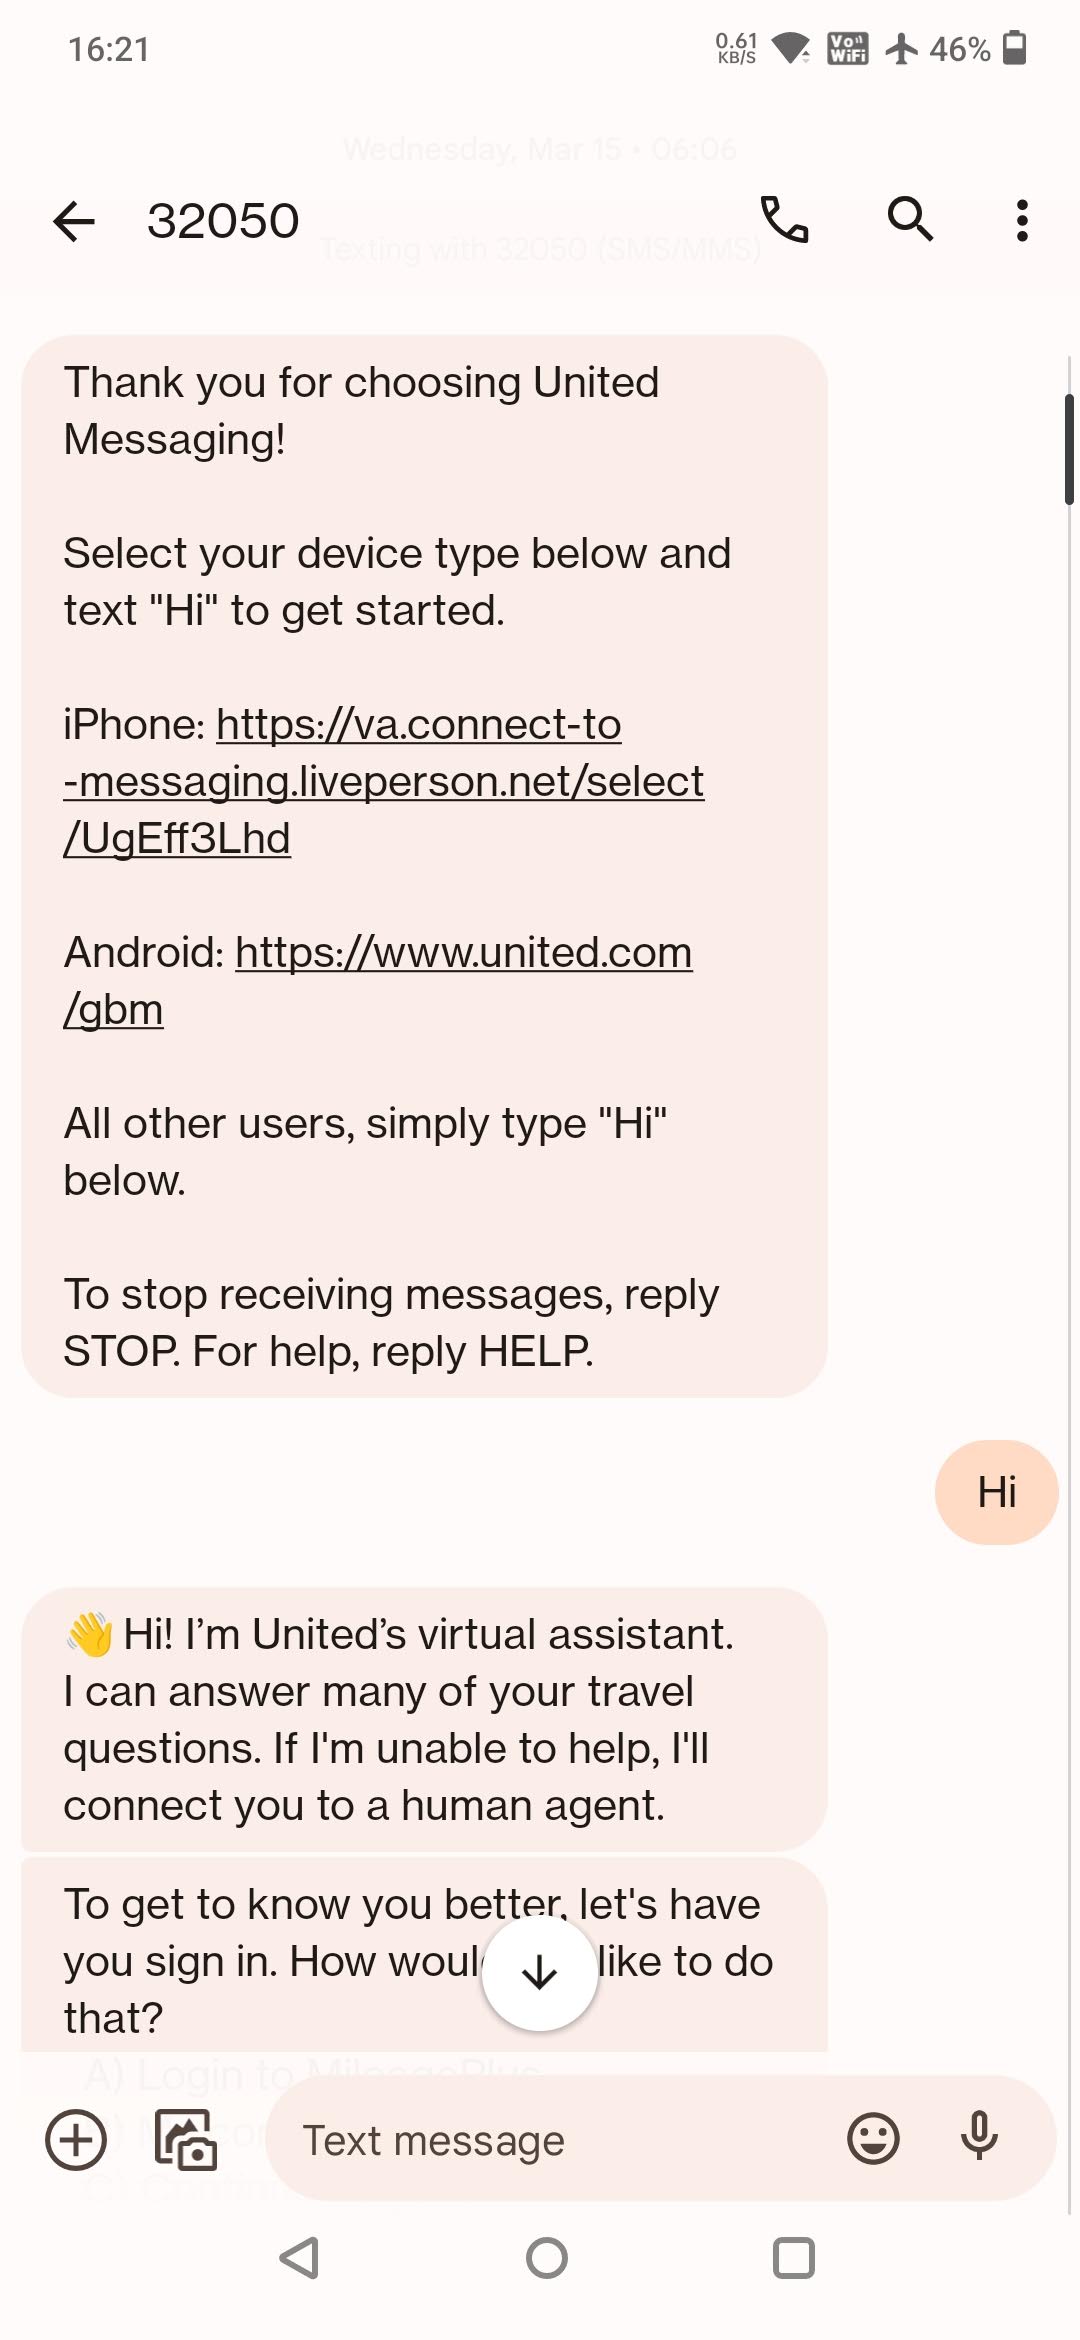 16:21
0.61
KB/S
Vo
WiFi
46%
Wednesday, Mar 15 • 06:06
32050
Texting with 32050 (SMS/MMS)
Thank you for choosing United
Messaging!
Select your device type below and
text "Hi" to get started.
iPhone: https://va.connect-to
-messaging.liveperson.net/select
/UgEff3Lhd
Android: https://www.united.com
/gbm
All other users, simply type "Hi"
below.
To stop receiving messages, reply
STOP. For help, reply HELP.
Hi
👋 Hi! I’m United’s virtual assistant.
I can answer many of your travel
questions. If I'm unable to help, I'll
connect you to a human agent.
To get to know you better, let's have
you sign in. How like to do
that?
A) Login to MileagePlus
Text message